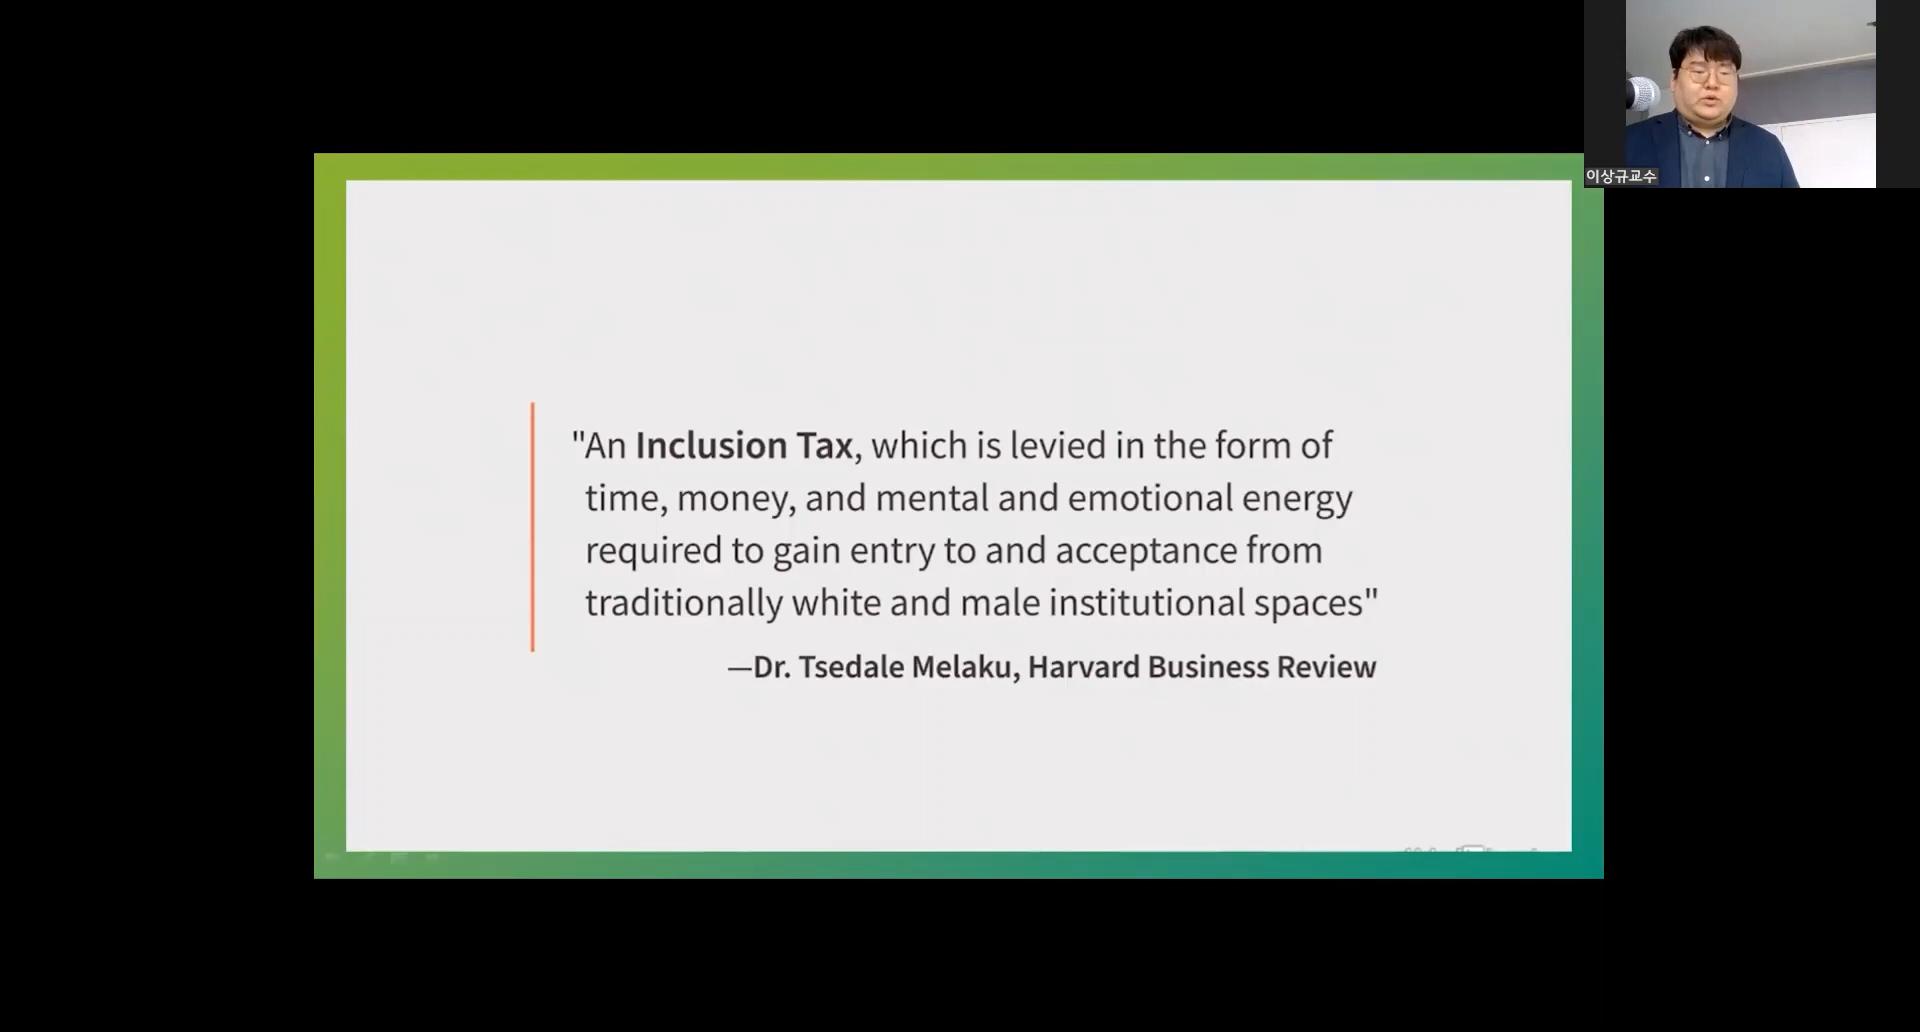 이상규교수
"An Inclusion Tax, which is levied in the form of
time, money, and mental and emotional energy
required to gain entry to and acceptance from
traditionally white and male institutional spaces"
—Dr. Tsedale Melaku, Harvard Business Review